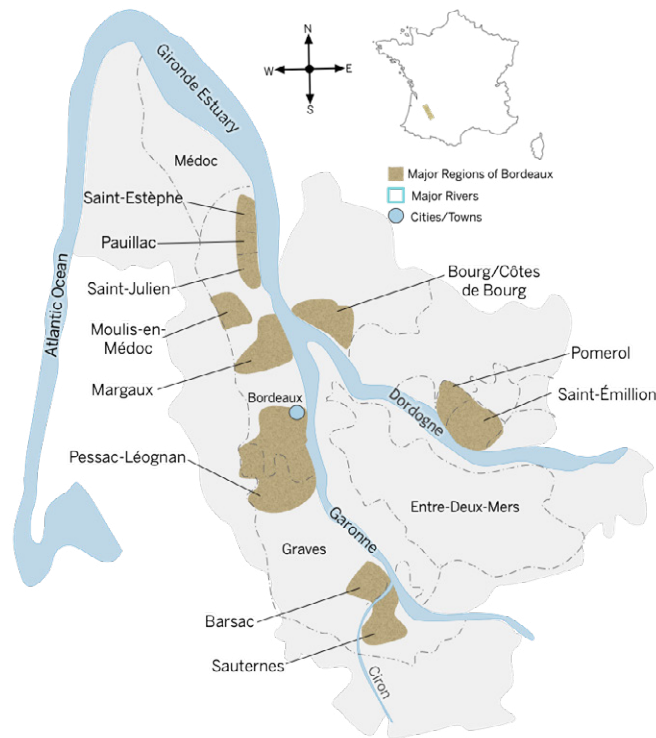 N
W
E
S
Gironde Estuary
Médoc
Major Regions of Bordeaux
Major Rivers
Cities/Towns
Saint-Estèphe
Pauillac
Saint-Julien
Moulis-en-
Médoc
Margaux
Atlantic Ocean
Bourg/Côtes
de Bourg
Pomerol
Saint-Émillion
Bordeaux
Dordogne
Pessac-Léognan
Entre-Deux-Mers
Garonne
Graves
Barsac
Sauternes
Ciron